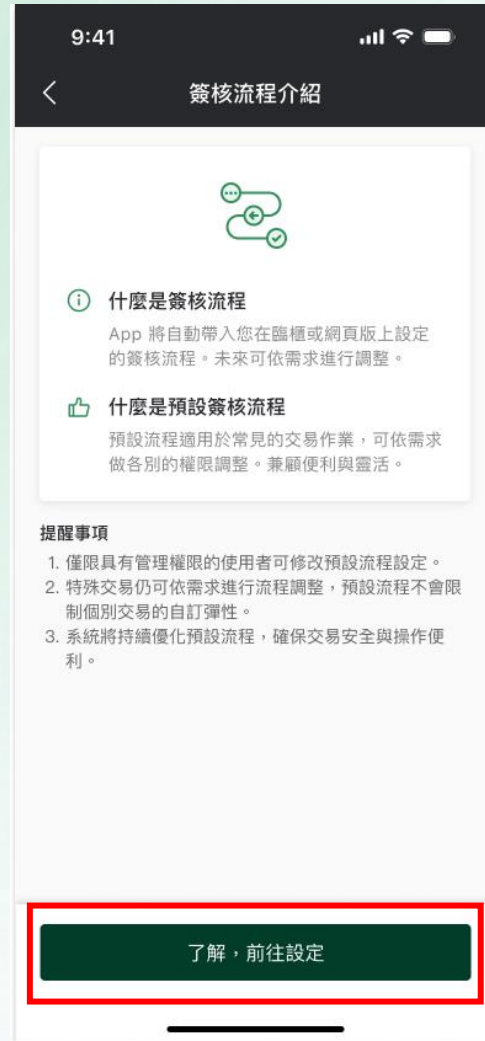 9:41
簽核流程介紹
什麼是簽核流程
App 將自動帶入您在臨櫃或網頁版上設定
的簽核流程。未來可依需求進行調整。
什麼是預設簽核流程
預設流程適用於常見的交易作業，可依需求
做各別的權限調整。兼顧便利與靈活。
提醒事項
1. 僅限具有管理權限的使用者可修改預設流程設定。
2. 特殊交易仍可依需求進行流程調整，預設流程不會限
制個別交易的自訂彈性。
3. 系統將持續優化預設流程，確保交易安全與操作便
利。
了解，前往設定